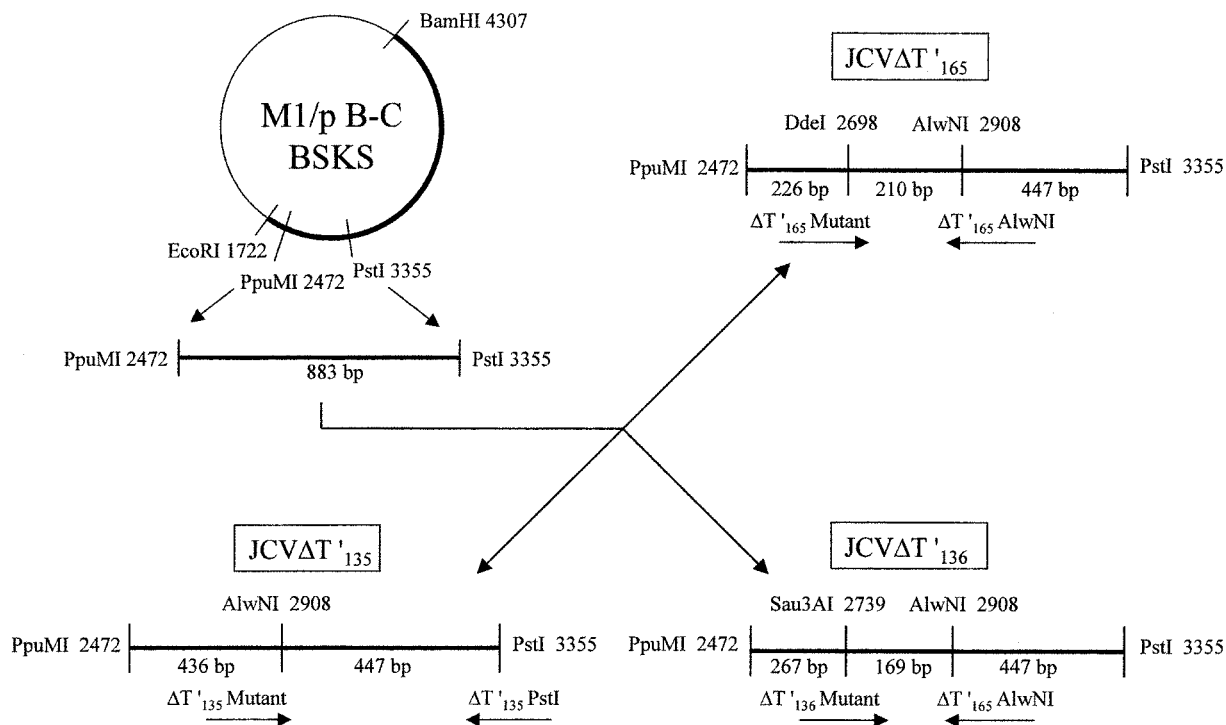 BamHI 4307
M1/p B-C
BSKS
EcoRI 1722
PpuMI 2472
PstI 3355
PpuMI 2472
PstI 3355
883 bp
JCVΔT'165
DdeI 2698
AlwNI 2908
PpuMI 2472
PstI 3355
226 bp
210 bp
447 bp
ΔT'165 Mutant
ΔT'165 AlwNI
JCVΔT'135
AlwNI 2908
PpuMI 2472
PstI 3355
436 bp
447 bp
ΔT'135 Mutant
ΔT'135 PstI
JCVΔT'136
Sau3AI 2739
AlwNI 2908
PpuMI 2472
PstI 3355
267 bp
169 bp
447 bp
ΔT'136 Mutant
ΔT'165 AlwNI